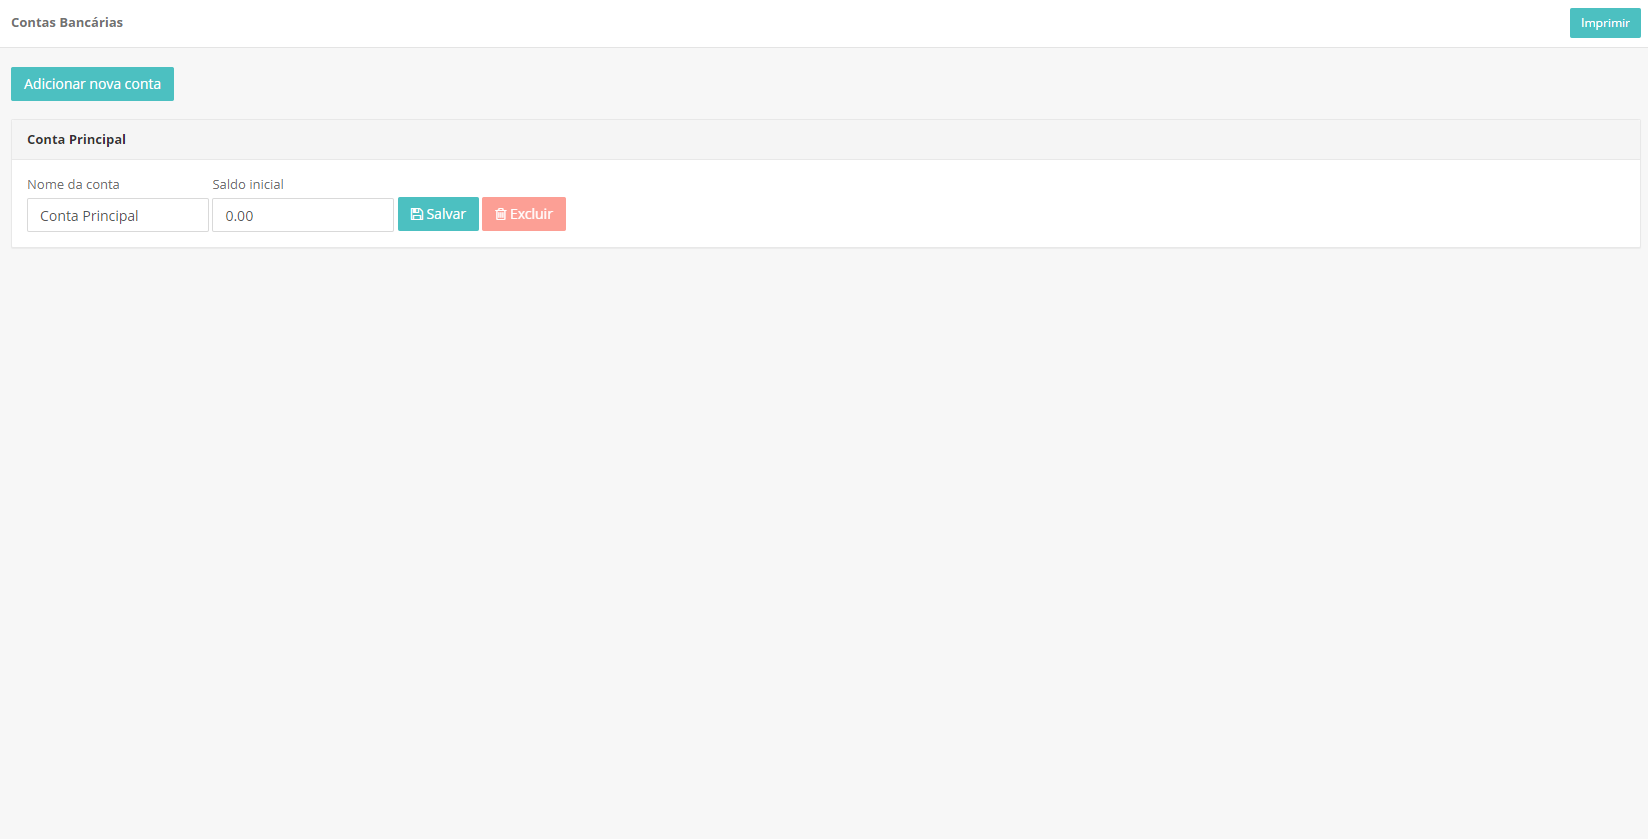 Contas Bancárias
Imprimir
Adicionar nova conta
Conta Principal
Nome da conta Saldo inicial
Conta Principal 0.00 Salvar Excluir